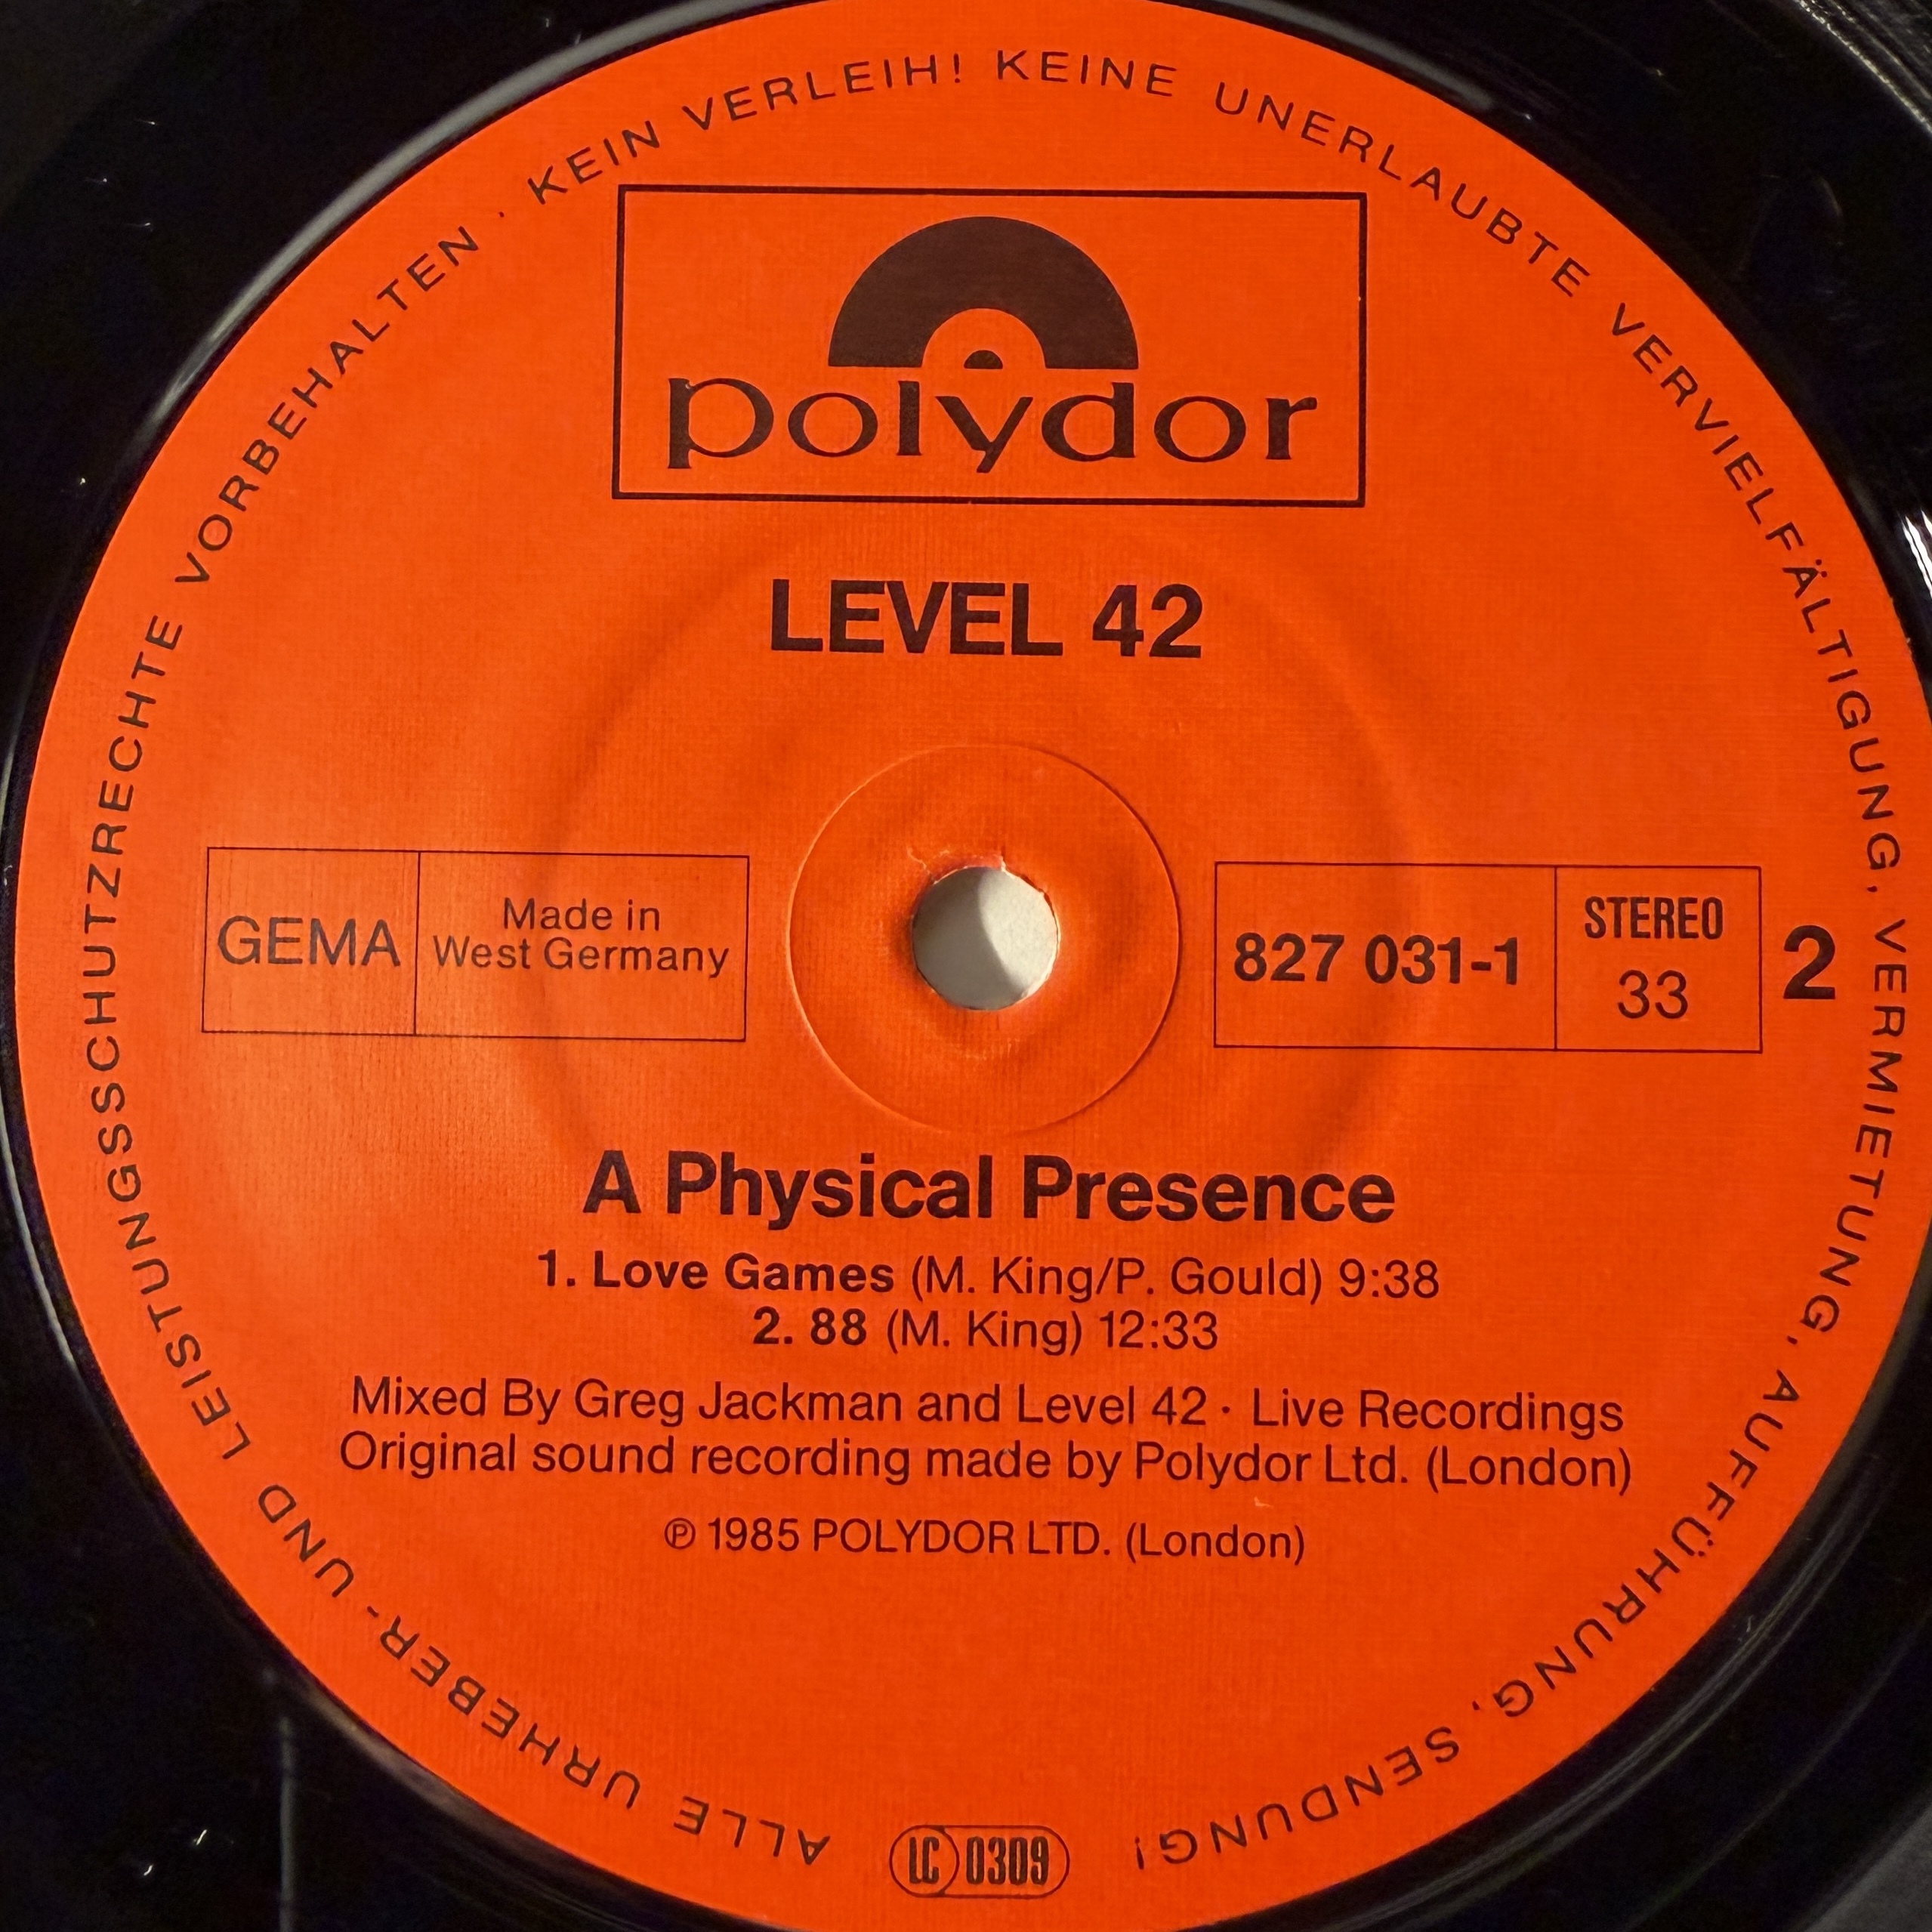 polydor
LEVEL 42
GEMA
Made in
West Germany
827 031-1
STEREO
33
2
A Physical Presence
1. Love Games (M. King/P. Gould) 9:38
2. 88 (M. King) 12:33
Mixed By Greg Jackman and Level 42 · Live Recordings
Original sound recording made by Polydor Ltd. (London)
℗ 1985 POLYDOR LTD. (London)
LC 0309
ALLE URHEBER- UND LEISTUNGSSCHUTZRECHTE VORBEHALTEN · KEIN VERLEIH! KEINE UNERLAUBTE VERVIELFÄLTIGUNG, VERMIETUNG, AUFFÜHRUNG, SENDUNG!